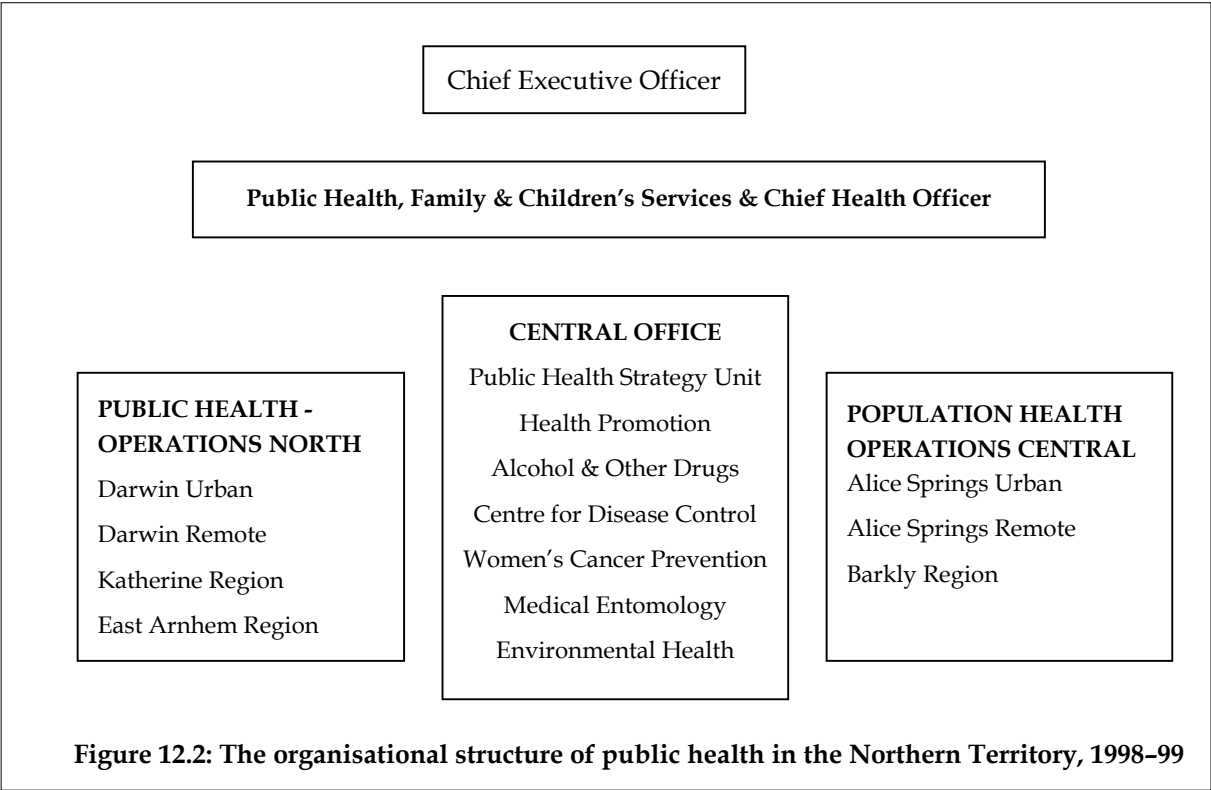 Chief Executive Officer
Public Health, Family & Children’s Services & Chief Health Officer
PUBLIC HEALTH -
OPERATIONS NORTH
Darwin Urban
Darwin Remote
Katherine Region
East Arnhem Region
CENTRAL OFFICE
Public Health Strategy Unit
Health Promotion
Alcohol & Other Drugs
Centre for Disease Control
Women’s Cancer Prevention
Medical Entomology
Environmental Health
POPULATION HEALTH
OPERATIONS CENTRAL
Alice Springs Urban
Alice Springs Remote
Barkly Region
Figure 12.2: The organisational structure of public health in the Northern Territory, 1998–99